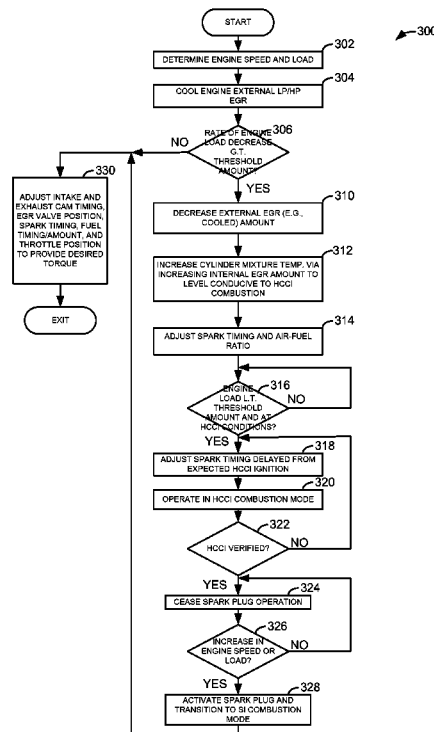 START
300
302
DETERMINE ENGINE SPEED AND LOAD
304
COOL ENGINE EXTERNAL LP/HP
EGR
306
RATE OF ENGINE
LOAD DECREASE
G.T.
THRESHOLD
AMOUNT?
NO
YES
330
ADJUST INTAKE AND
EXHAUST CAM TIMING,
EGR VALVE POSITION,
SPARK TIMING, FUEL
TIMING/AMOUNT, AND
THROTTLE POSITION
TO PROVIDE DESIRED
TORQUE
EXIT
310
DECREASE EXTERNAL EGR (E.G.,
COOLED) AMOUNT
312
INCREASE CYLINDER MIXTURE TEMP. VIA
INCREASING INTERNAL EGR AMOUNT TO
LEVEL CONDUCIVE TO HCCI
COMBUSTION
314
ADJUST SPARK TIMING AND AIR-FUEL
RATIO
316
ENGINE
LOAD L.T.
THRESHOLD
AMOUNT AND AT
HCCI CONDITIONS?
NO
YES
318
ADJUST SPARK TIMING DELAYED FROM
EXPECTED HCCI IGNITION
320
OPERATE IN HCCI COMBUSTION MODE
322
HCCI VERIFIED?
NO
YES
324
CEASE SPARK PLUG OPERATION
326
INCREASE IN
ENGINE SPEED OR
LOAD?
NO
YES
328
ACTIVATE SPARK PLUG AND
TRANSITION TO SI COMBUSTION
MODE